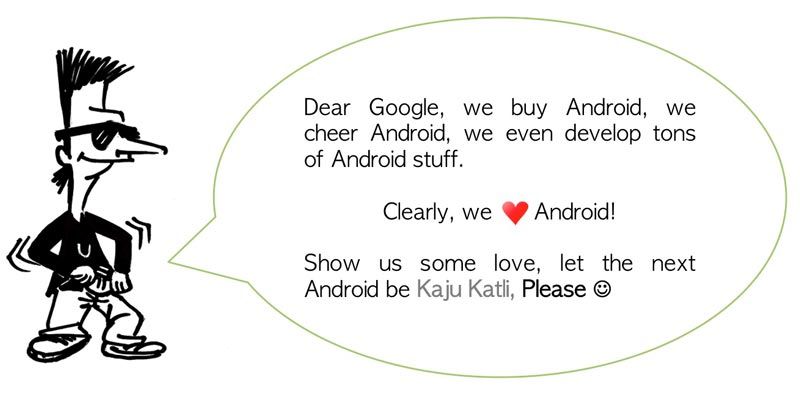 Dear Google, we buy Android, we
cheer Android, we even develop tons
of Android stuff.
Clearly, we ❤ Android!
Show us some love, let the next
Android be Kaju Katli, Please ☺